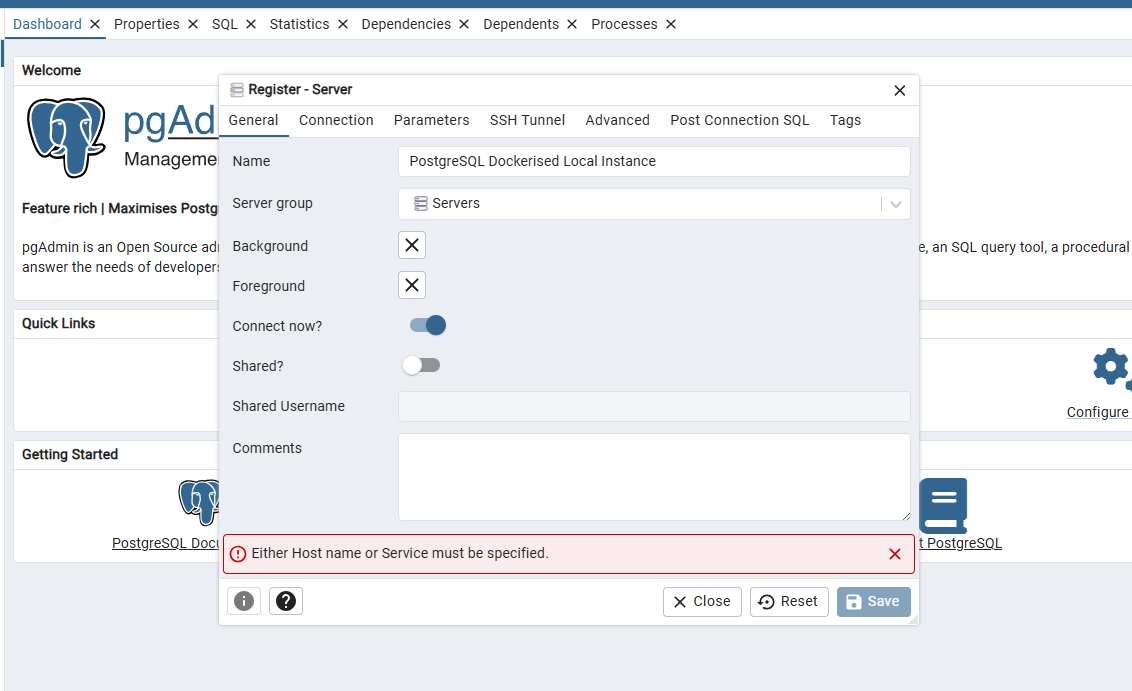 Dashboard Properties SQL Statistics Dependencies Dependents Processes
Welcome
pgAd
Manageme
Feature rich | Maximises Postg
pgAdmin is an Open Source ad
answer the needs of developers
e, an SQL query tool, a procedural
Quick Links
Configure
Getting Started
PostgreSQL Docu
t PostgreSQL
Register - Server
General Connection Parameters SSH Tunnel Advanced Post Connection SQL Tags
Name PostgreSQL Dockerised Local Instance
Server group Servers
Background
Foreground
Connect now?
Shared?
Shared Username
Comments
Either Host name or Service must be specified.
Close Reset Save